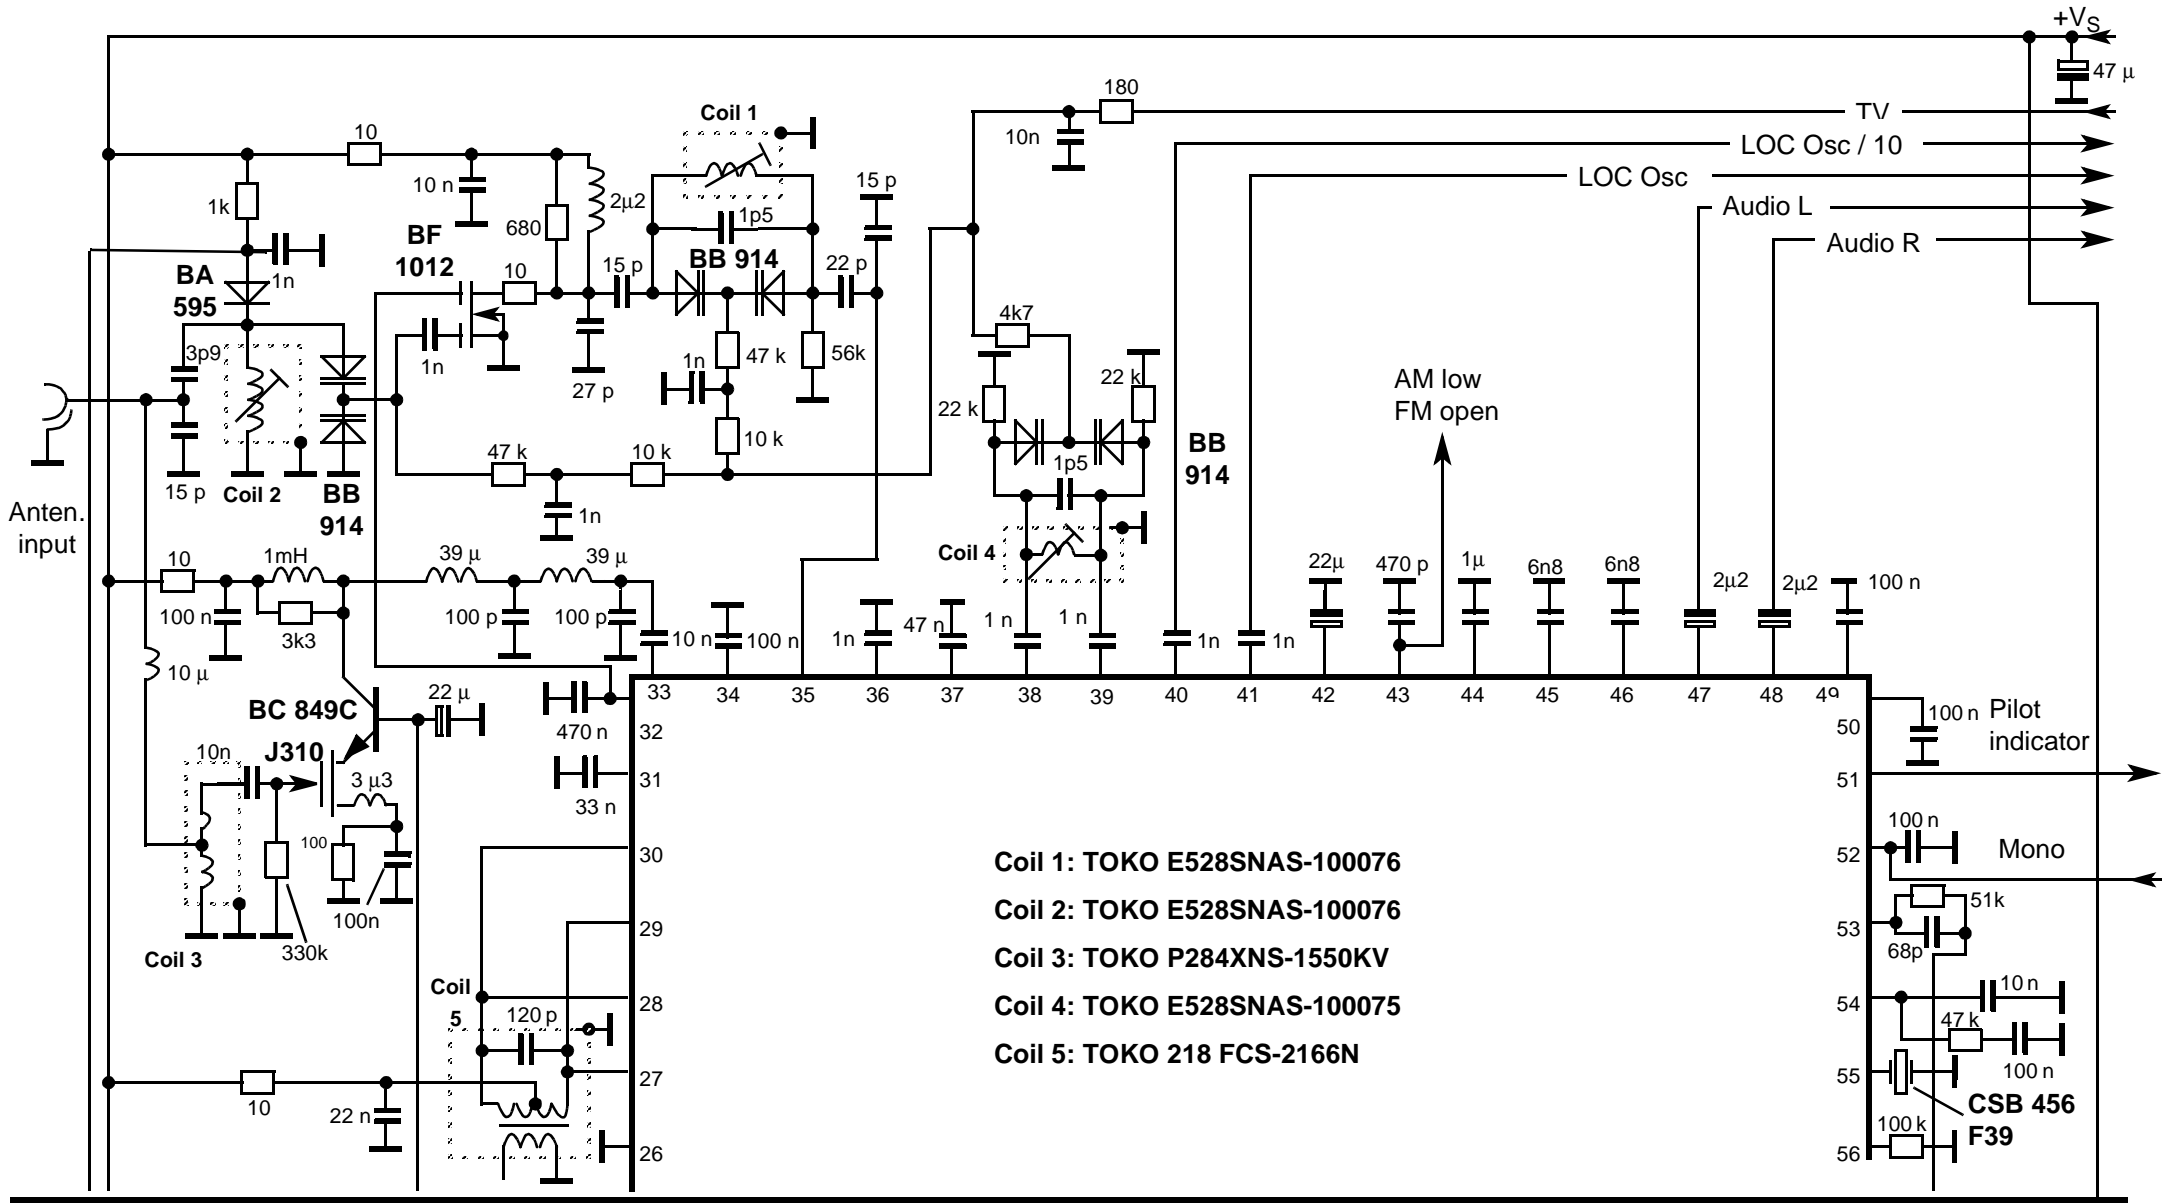 +VS
47 µ
180
TV
10n
LOC Osc / 10
LOC Osc
Audio L
Audio R
Coil 1
10
10 n
1k
680
2µ2
1p5
15 p
BF
1012
BB 914
15 p
22 p
10
BA
595
1n
3p9
1n
27 p
1n
47 k
56k
4k7
22 k
22 k
10 k
15 p
Coil 2
BB
914
47 k
10 k
1n
1p5
BB
914
AM low
FM open
Anten.
input
10
1mH
39 µ
39 µ
Coil 4
22µ
470 p
1µ
6n8
6n8
2µ2
2µ2
100 n
100 n
3k3
100 p
100 p
10 n
100 n
1n
47 n
1 n
1 n
1n
1n
10 µ
BC 849C
22 µ
470 n
33 34 35 36 37 38 39 40 41 42 43 44 45 46 47 48 49
32
50
100 n
Pilot
indicator
10n
J310
3 µ3
33 n
31
51
100
100n
330k
Coil 3
30
52
100 n
Mono
29
53
51k
68p
Coil 1: TOKO E528SNAS-100076
Coil 2: TOKO E528SNAS-100076
Coil 3: TOKO P284XNS-1550KV
Coil 4: TOKO E528SNAS-100075
Coil 5: TOKO 218 FCS-2166N
Coil
5
120 p
28
54
10 n
47 k
100 n
27
55
CSB 456
F39
10
22 n
26
56
100 k